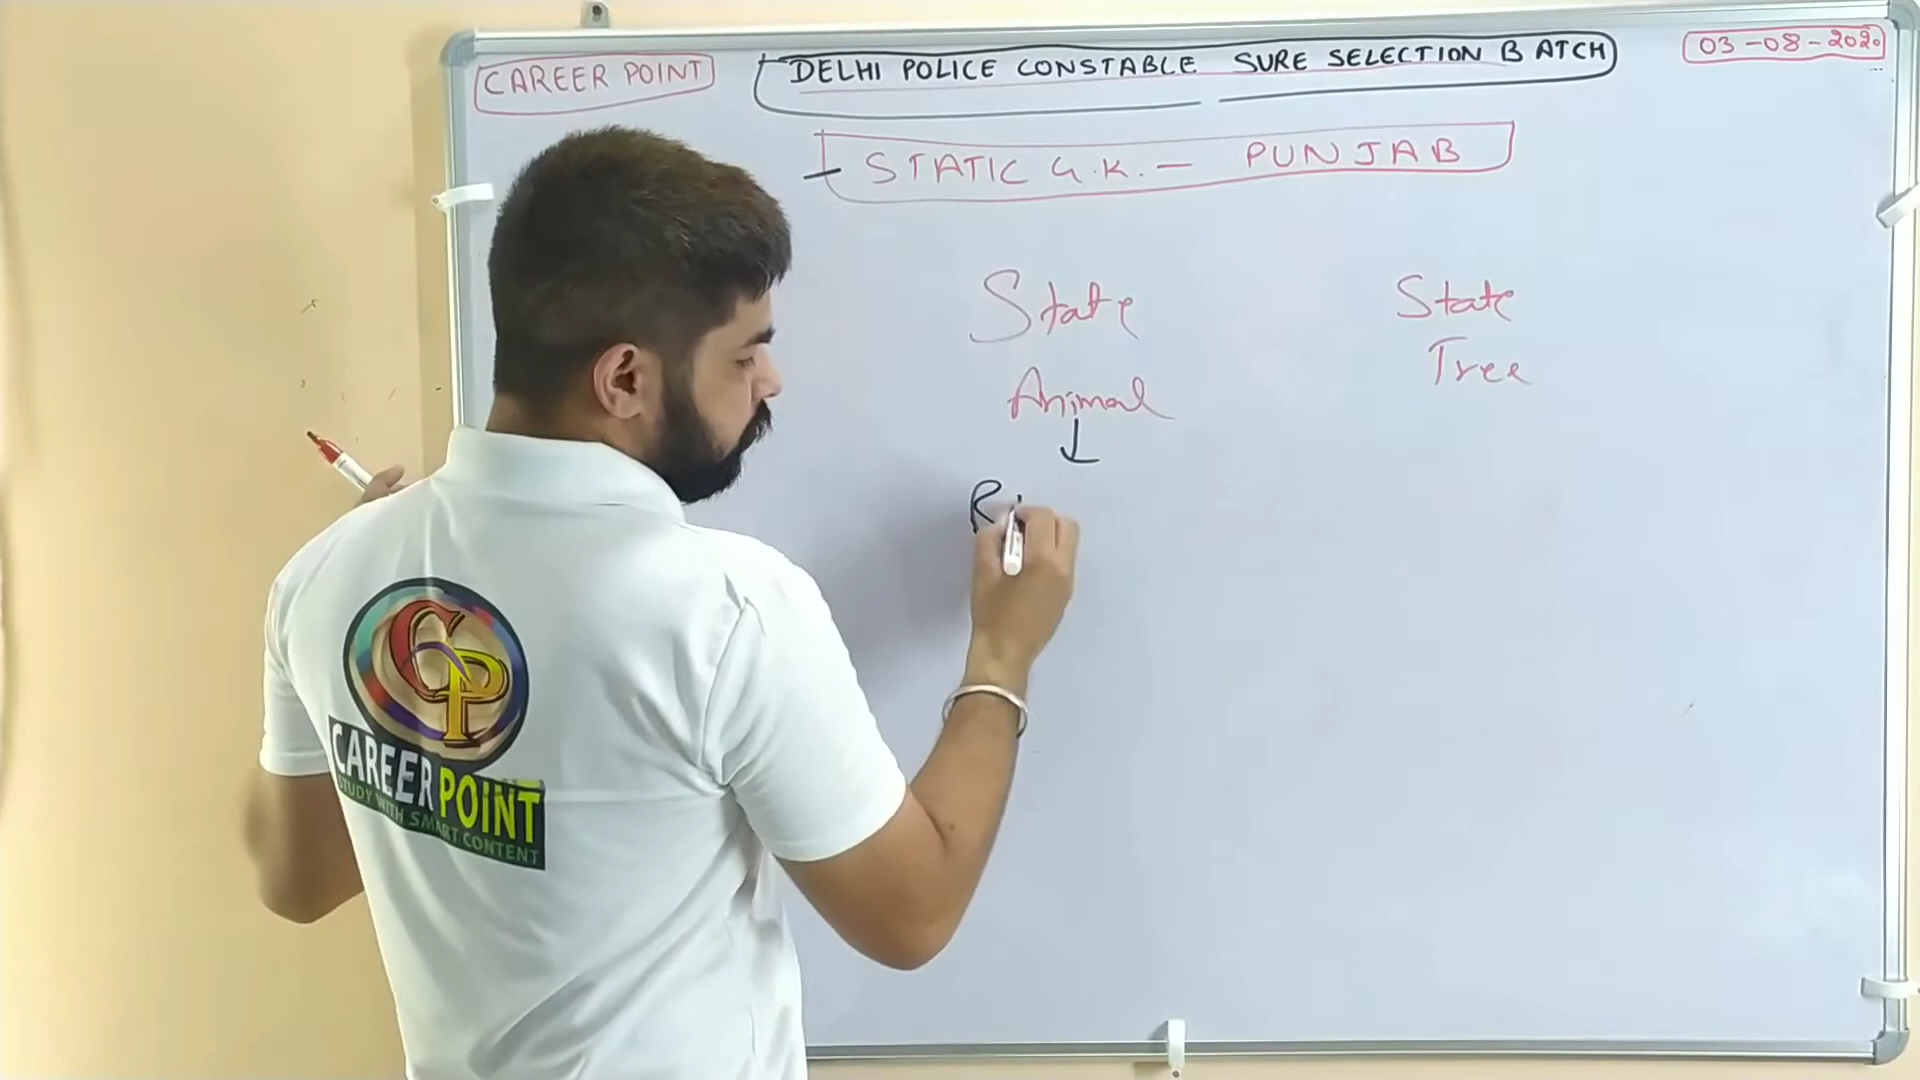 CAREER POINT
DELHI POLICE CONSTABLE SURE SELECTION BATCH
03-08-2020
STATIC G.K. - PUNJAB
State
Animal
State
Tree
R
CP
CAREER POINT
STUDY WITH SMART CONTENT